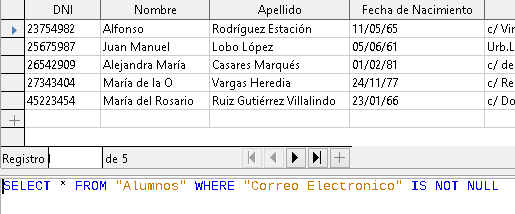 DNI Nombre Apellido Fecha de Nacimiento
23754982 Alfonso Rodríguez Estación 11/05/65 c/ Vir
25675987 Juan Manuel Lobo López 05/06/61 Urb.L
26542909 Alejandra María Casares Marqués 01/02/81 c/ de
27343404 María de la O Vargas Heredia 24/11/77 c/ Re
45223454 María del Rosario Ruiz Gutiérrez Villalindo 23/01/66 c/ Do
Registro de 5
SELECT * FROM "Alumnos" WHERE "Correo Electronico" IS NOT NULL